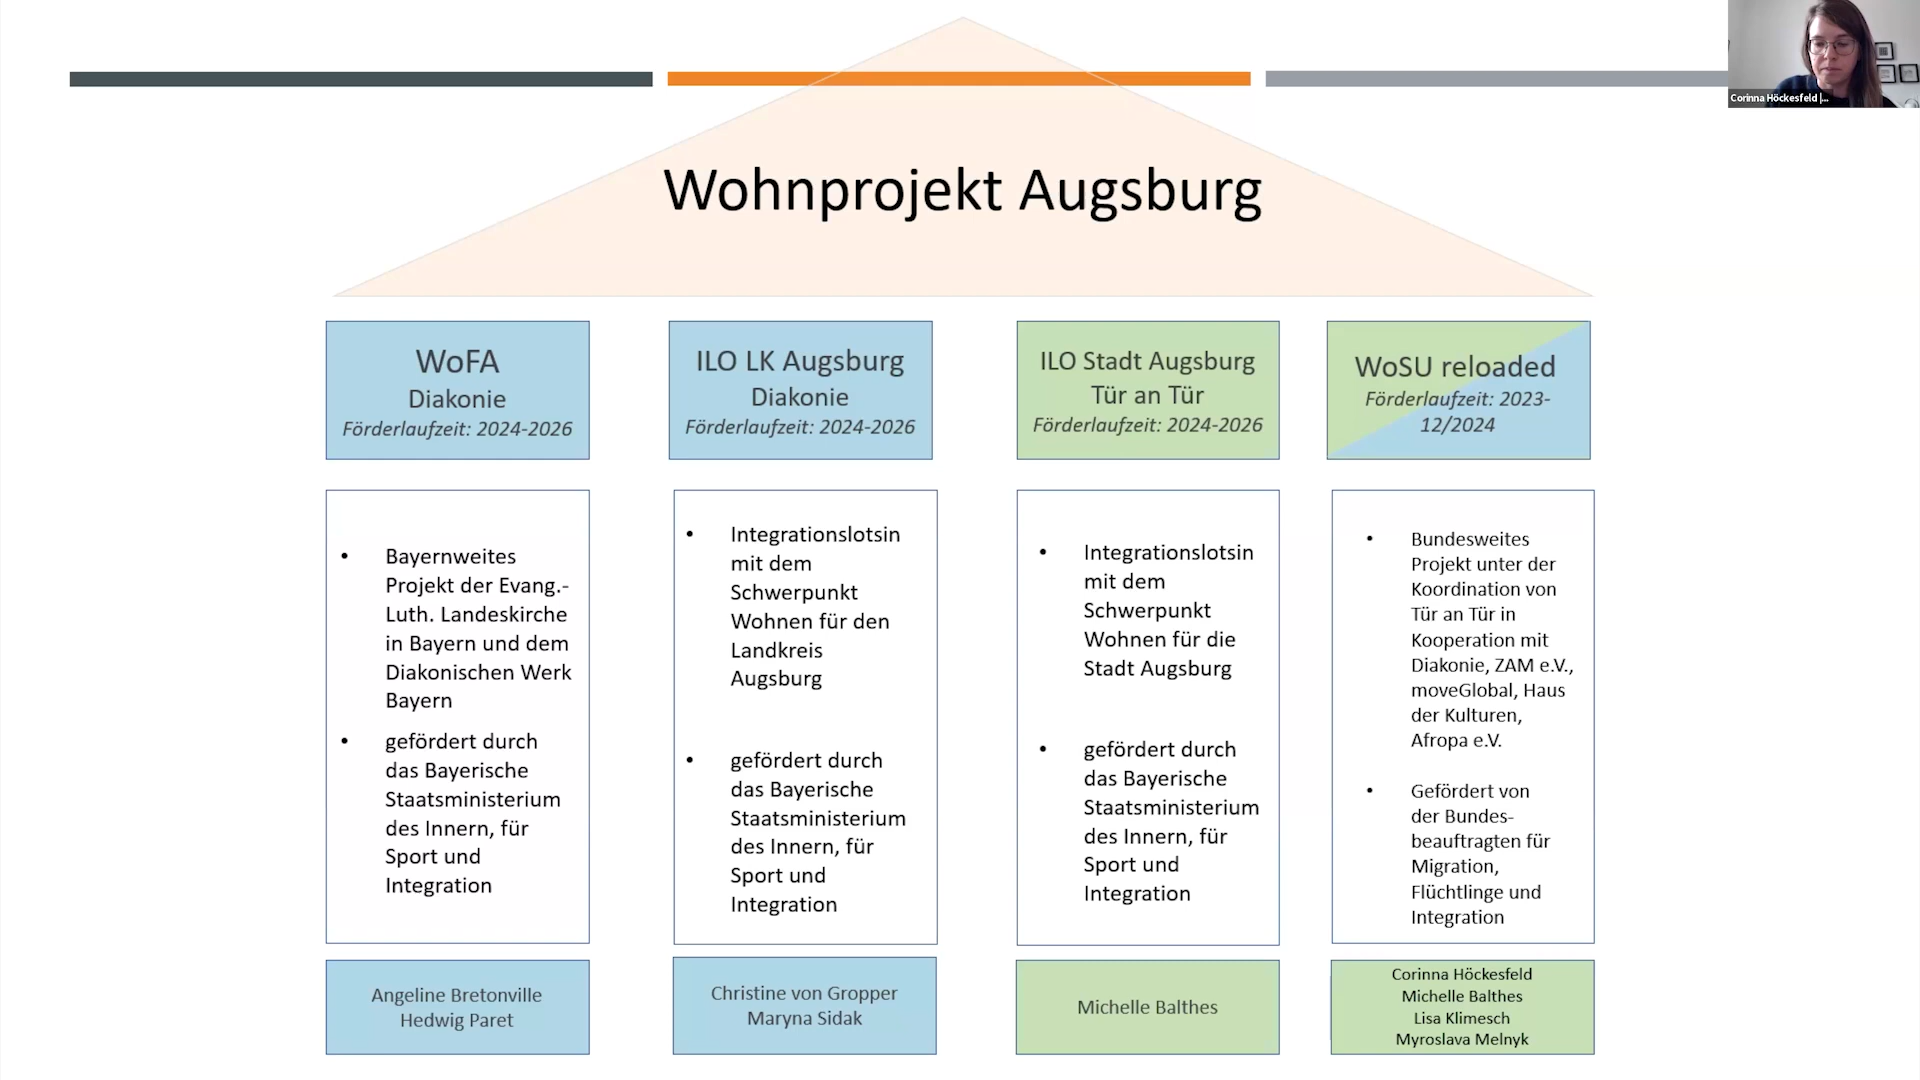 Corinna Höckesfeld |...
Wohnprojekt Augsburg
WoFA
Diakonie
Förderlaufzeit: 2024-2026
ILO LK Augsburg
Diakonie
Förderlaufzeit: 2024-2026
ILO Stadt Augsburg
Tür an Tür
Förderlaufzeit: 2024-2026
WoSU reloaded
Förderlaufzeit: 2023-
12/2024
• Bayernweites
Projekt der Evang.-
Luth. Landeskirche
in Bayern und dem
Diakonischen Werk
Bayern
• gefördert durch
das Bayerische
Staatsministerium
des Innern, für
Sport und
Integration
• Integrationslotsin
mit dem
Schwerpunkt
Wohnen für den
Landkreis
Augsburg
• gefördert durch
das Bayerische
Staatsministerium
des Innern, für
Sport und
Integration
• Integrationslotsin
mit dem
Schwerpunkt
Wohnen für die
Stadt Augsburg
• gefördert durch
das Bayerische
Staatsministerium
des Innern, für
Sport und
Integration
• Bundesweites
Projekt unter der
Koordination von
Tür an Tür in
Kooperation mit
Diakonie, ZAM e.V.,
moveGlobal, Haus
der Kulturen,
Afropa e.V.
• Gefördert von
der Bundes-
beauftragten für
Migration,
Flüchtlinge und
Integration
Angeline Bretonville
Hedwig Paret
Christine von Gropper
Maryna Sidak
Michelle Balthes
Corinna Höckesfeld
Michelle Balthes
Lisa Klimesch
Myroslava Melnyk